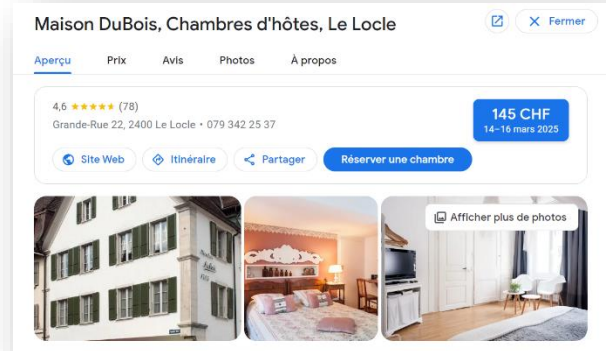 Maison DuBois, Chambres d'hôtes, Le Locle
Fermer
Aperçu Prix Avis Photos À propos
4,6 (78)
145 CHF
14–16 mars 2025
Grande-Rue 22, 2400 Le Locle • 079 342 25 37
Site Web Itinéraire Partager Réserver une chambre
Afficher plus de photos